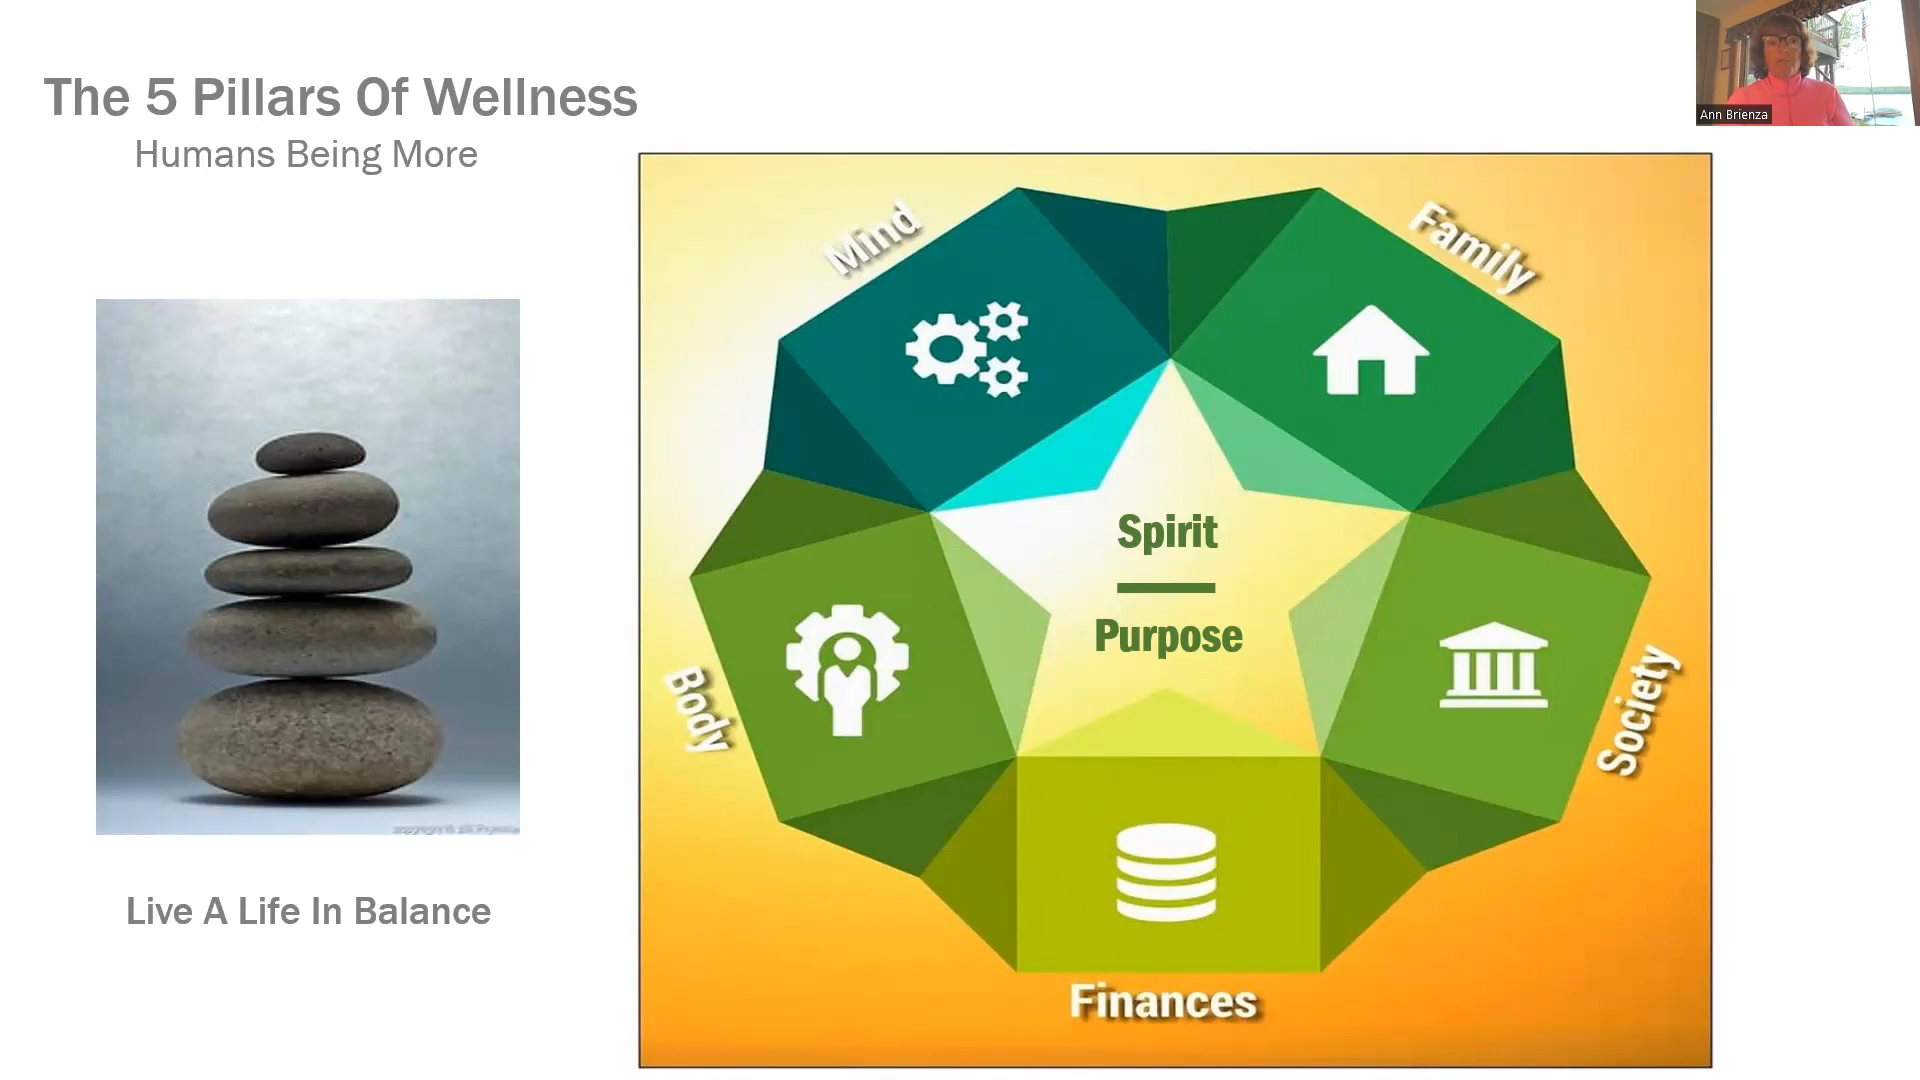 The 5 Pillars Of Wellness
Humans Being More
Ann Brienza
Mind
Family
Spirit
Purpose
Body
Society
Finances
Live A Life In Balance